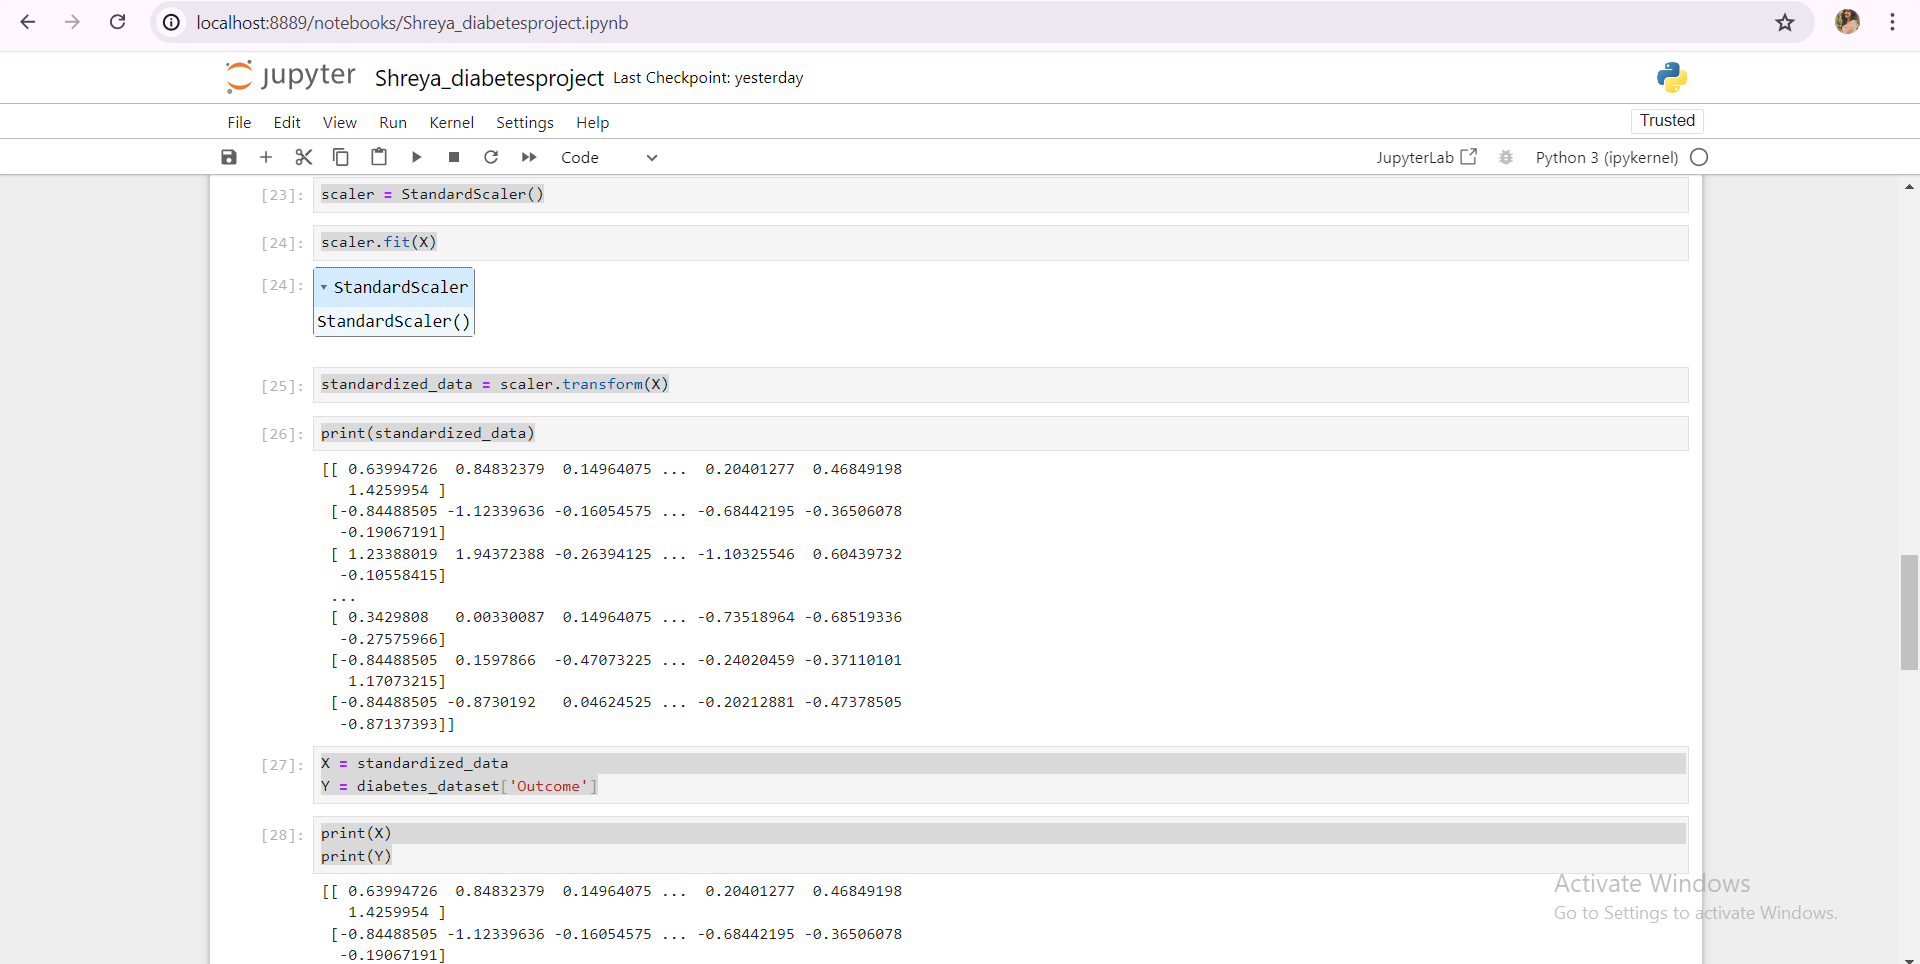 localhost:8889/notebooks/Shreya_diabetesproject.ipynb
jupyter Shreya_diabetesproject Last Checkpoint: yesterday
File Edit View Run Kernel Settings Help
Trusted
Code
JupyterLab Python 3 (ipykernel)
[23]: scaler = StandardScaler()
[24]: scaler.fit(X)
[24]: StandardScaler
StandardScaler()
[25]: standardized_data = scaler.transform(X)
[26]: print(standardized_data)
[[ 0.63994726  0.84832379  0.14964075 ...  0.20401277  0.46849198
   1.4259954 ]
 [-0.84488505 -1.12339636 -0.16054575 ... -0.68442195 -0.36506078
  -0.19067191]
 [ 1.23388019  1.94372388 -0.26394125 ... -1.10325546  0.60439732
  -0.10558415]
 ...
 [ 0.3429808   0.00330087  0.14964075 ... -0.73518964 -0.68519336
  -0.27575966]
 [-0.84488505  0.1597866  -0.47073225 ... -0.24020459 -0.37110101
   1.17073215]
 [-0.84488505 -0.8730192   0.04624525 ... -0.20212881 -0.47378505
  -0.87137393]]
[27]: X = standardized_data
Y = diabetes_dataset['Outcome']
[28]: print(X)
print(Y)
[[ 0.63994726  0.84832379  0.14964075 ...  0.20401277  0.46849198
   1.4259954 ]
 [-0.84488505 -1.12339636 -0.16054575 ... -0.68442195 -0.36506078
  -0.19067191]
Activate Windows
Go to Settings to activate Windows.